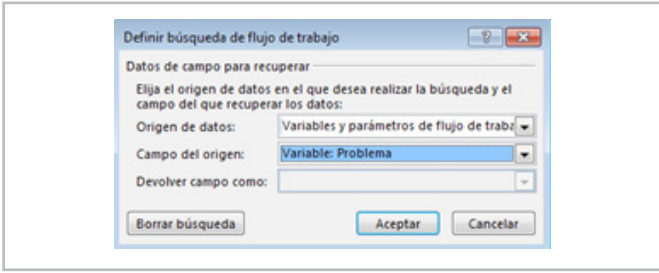 Definir búsqueda de flujo de trabajo
Datos de campo para recuperar
Elija el origen de datos en el que desea realizar la búsqueda y el
campo del que recuperar los datos:
Origen de datos: Variables y parámetros de flujo de traba
Campo del origen: Variable: Problema
Devolver campo como:
Borrar búsqueda Aceptar Cancelar